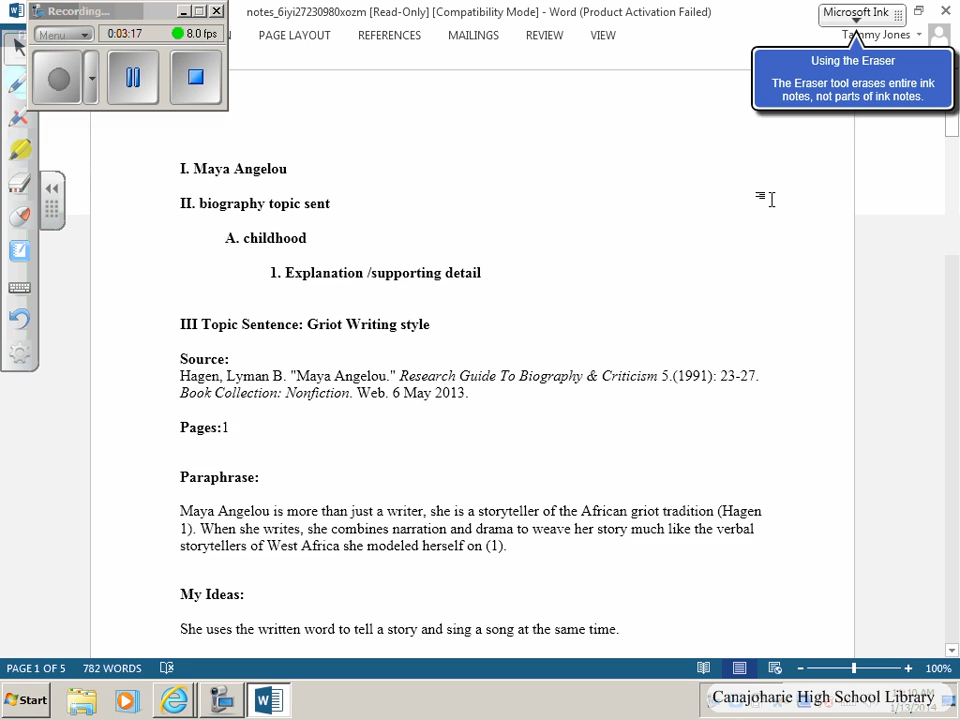 Recording...
notes_6iyi27230980xozm [Read-Only] [Compatibility Mode] - Word (Product Activation Failed)
Microsoft Ink
Menu
0:03:17
8.0 fps
PAGE LAYOUT
REFERENCES
MAILINGS
REVIEW
VIEW
Tammy Jones
Using the Eraser
The Eraser tool erases entire ink
notes, not parts of ink notes.
I. Maya Angelou
II. biography topic sent
A. childhood
1. Explanation /supporting detail
III Topic Sentence: Griot Writing style
Source:
Hagen, Lyman B. "Maya Angelou." Research Guide To Biography & Criticism 5.(1991): 23-27.
Book Collection: Nonfiction. Web. 6 May 2013.
Pages:1
Paraphrase:
Maya Angelou is more than just a writer, she is a storyteller of the African griot tradition (Hagen
1). When she writes, she combines narration and drama to weave her story much like the verbal
storytellers of West Africa she modeled herself on (1).
My Ideas:
She uses the written word to tell a story and sing a song at the same time.
PAGE 1 OF 5
782 WORDS
100%
Start
Canajoharie High School Library